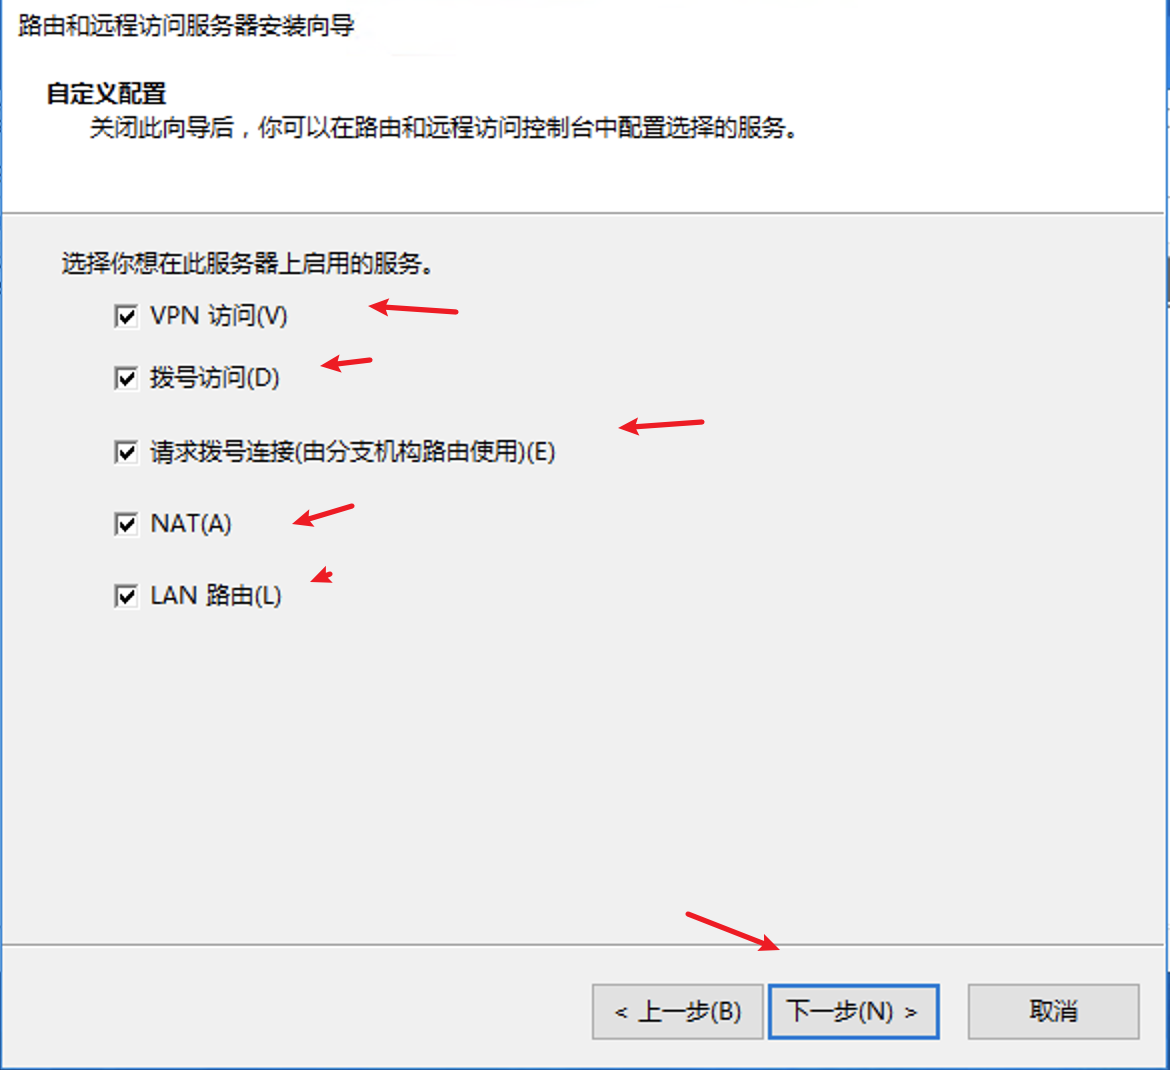 路由和远程访问服务器安装向导
自定义配置
关闭此向导后，你可以在路由和远程访问控制台中配置选择的服务。
选择你想在此服务器上启用的服务。
VPN 访问(V)
拨号访问(D)
请求拨号连接(由分支机构路由使用)(E)
NAT(A)
LAN 路由(L)
< 上一步(B) 下一步(N) > 取消